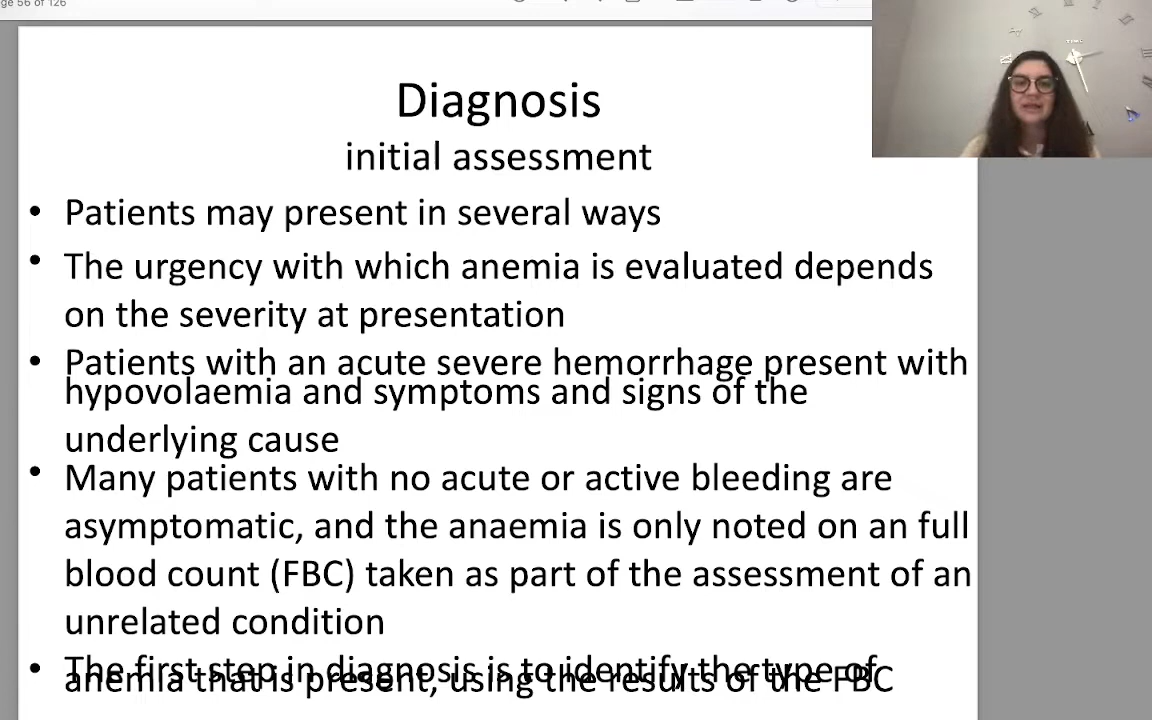 ge 56 of 126
Diagnosis
initial assessment
• Patients may present in several ways
• The urgency with which anemia is evaluated depends
on the severity at presentation
• Patients with an acute severe hemorrhage present with
hypovolaemia and symptoms and signs of the
underlying cause
• Many patients with no acute or active bleeding are
asymptomatic, and the anaemia is only noted on an full
blood count (FBC) taken as part of the assessment of an
unrelated condition
• The first step in diagnosis is to identify the type of
anemia that is present, using the results of the FBC